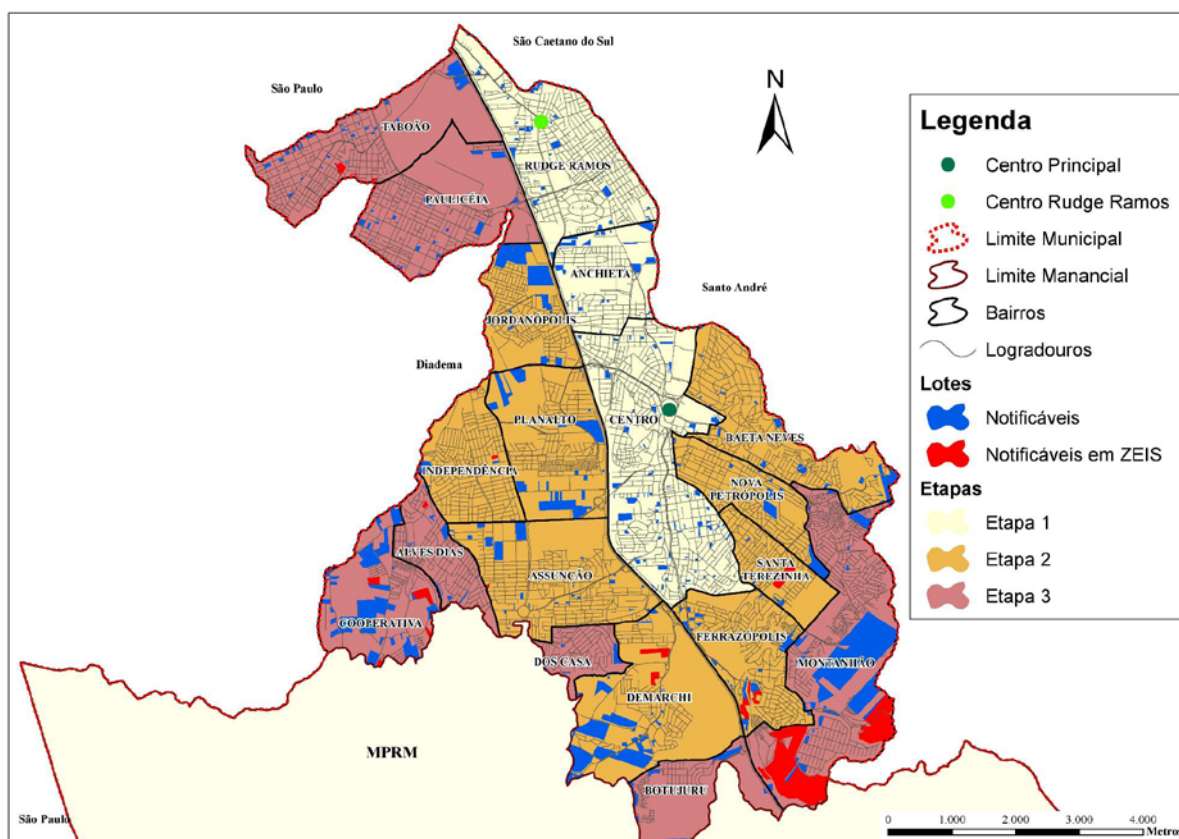 São Caetano do Sul
São Paulo
N
TABOÃO
RUDGE RAMOS
PAULICÉIA
ANCHIETA
Santo André
JORDANÓPOLIS
Diadema
PLANALTO
CENTRO
BAETA NEVES
INDEPENDÊNCIA
NOVA
PETRÓPOLIS
ALVES DIAS
ASSUNÇÃO
SANTA
TEREZINHA
COOPERATIVA
FERRAZÓPOLIS
DOS CASA
MONTANHÃO
DEMARCHI
MPRM
BOTUJURU
São Paulo
Legenda
Centro Principal
Centro Rudge Ramos
Limite Municipal
Limite Manancial
Bairros
Logradouros
Lotes
Notificáveis
Notificáveis em ZEIS
Etapas
Etapa 1
Etapa 2
Etapa 3
0 1.000 2.000 3.000 4.000
Metros